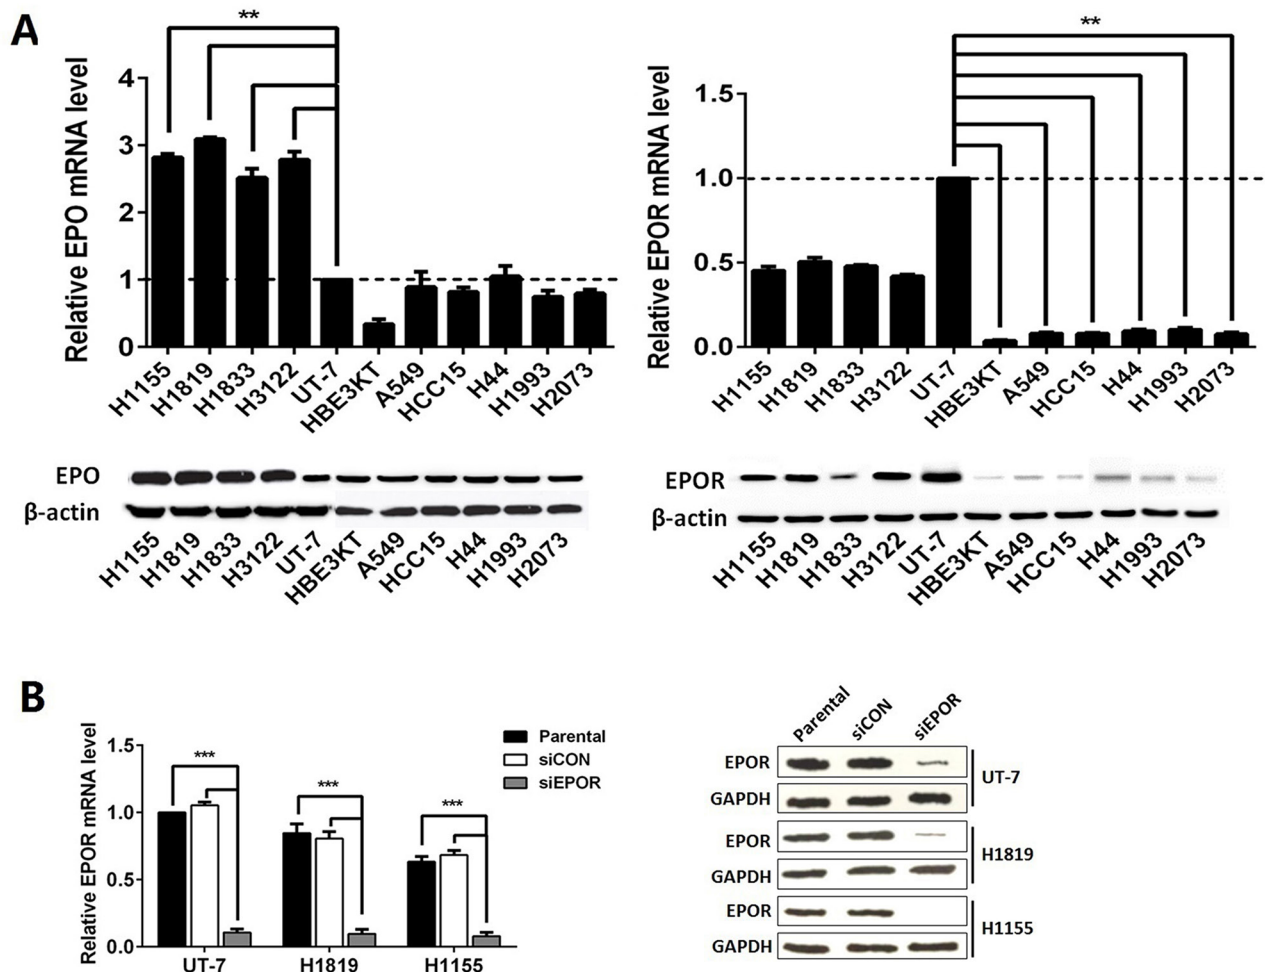 A
**
Relative EPO mRNA level
4
3
2
1
0
H1155
H1819
H1833
H3122
UT-7
HBE3KT
A549
HCC15
H44
H1993
H2073
**
Relative EPOR mRNA level
1.5
1.0
0.5
0.0
H1155
H1819
H1833
H3122
UT-7
HBE3KT
A549
HCC15
H44
H1993
H2073
EPO
β-actin
H1155
H1819
H1833
H3122
UT-7
HBE3KT
A549
HCC15
H44
H1993
H2073
EPOR
β-actin
H1155
H1819
H1833
H3122
UT-7
HBE3KT
A549
HCC15
H44
H1993
H2073
B
Relative EPOR mRNA level
1.5
1.0
0.5
0.0
***
***
***
Parental
siCON
siEPOR
UT-7
H1819
H1155
Parental
siCON
siEPOR
EPOR
GAPDH
UT-7
EPOR
GAPDH
H1819
EPOR
GAPDH
H1155